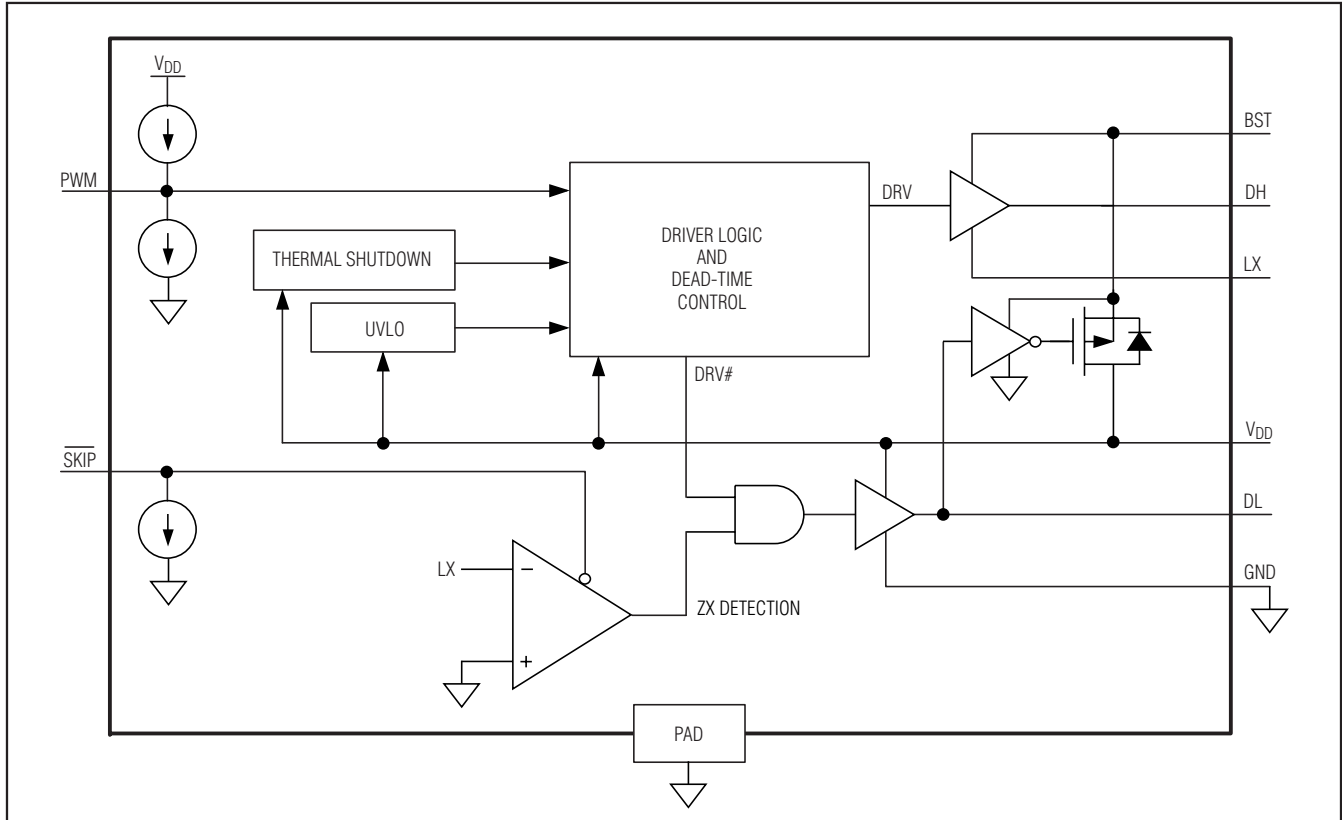 VDD
BST
PWM
DRV
DH
DRIVER LOGIC
AND
DEAD-TIME
CONTROL
THERMAL SHUTDOWN
LX
UVLO
DRV#
VDD
SKIP
DL
LX
−
+
ZX DETECTION
GND
PAD